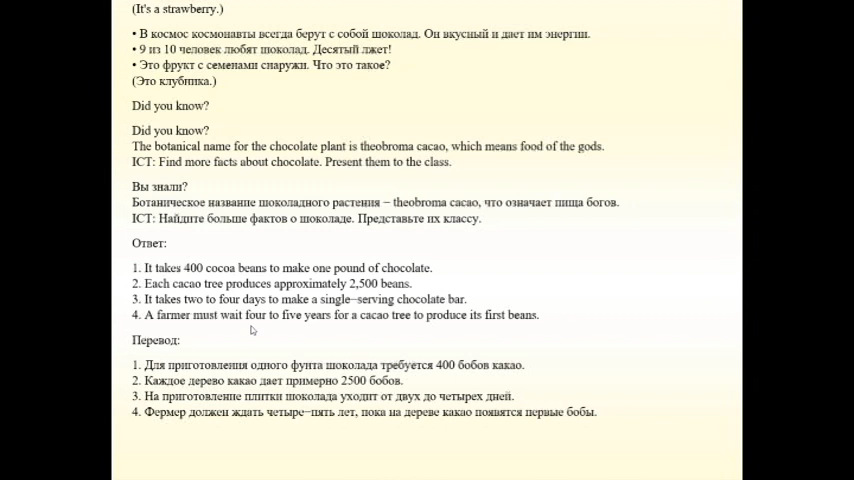 (It's a strawberry.)
• В космос космонавты всегда берут с собой шоколад. Он вкусный и дает им энергии.
• 9 из 10 человек любят шоколад. Десятый лжет!
• Это фрукт с семенами снаружи. Что это такое?
(Это клубника.)
Did you know?
Did you know?
The botanical name for the chocolate plant is theobroma cacao, which means food of the gods.
ICT: Find more facts about chocolate. Present them to the class.
Вы знали?
Ботаническое название шоколадного растения − theobroma cacao, что означает пища богов.
ICT: Найдите больше фактов о шоколаде. Представьте их классу.
Ответ:
1. It takes 400 cocoa beans to make one pound of chocolate.
2. Each cacao tree produces approximately 2,500 beans.
3. It takes two to four days to make a single−serving chocolate bar.
4. A farmer must wait four to five years for a cacao tree to produce its first beans.
Перевод:
1. Для приготовления одного фунта шоколада требуется 400 бобов какао.
2. Каждое дерево какао дает примерно 2500 бобов.
3. На приготовление плитки шоколада уходит от двух до четырех дней.
4. Фермер должен ждать четыре−пять лет, пока на дереве какао появятся первые бобы.